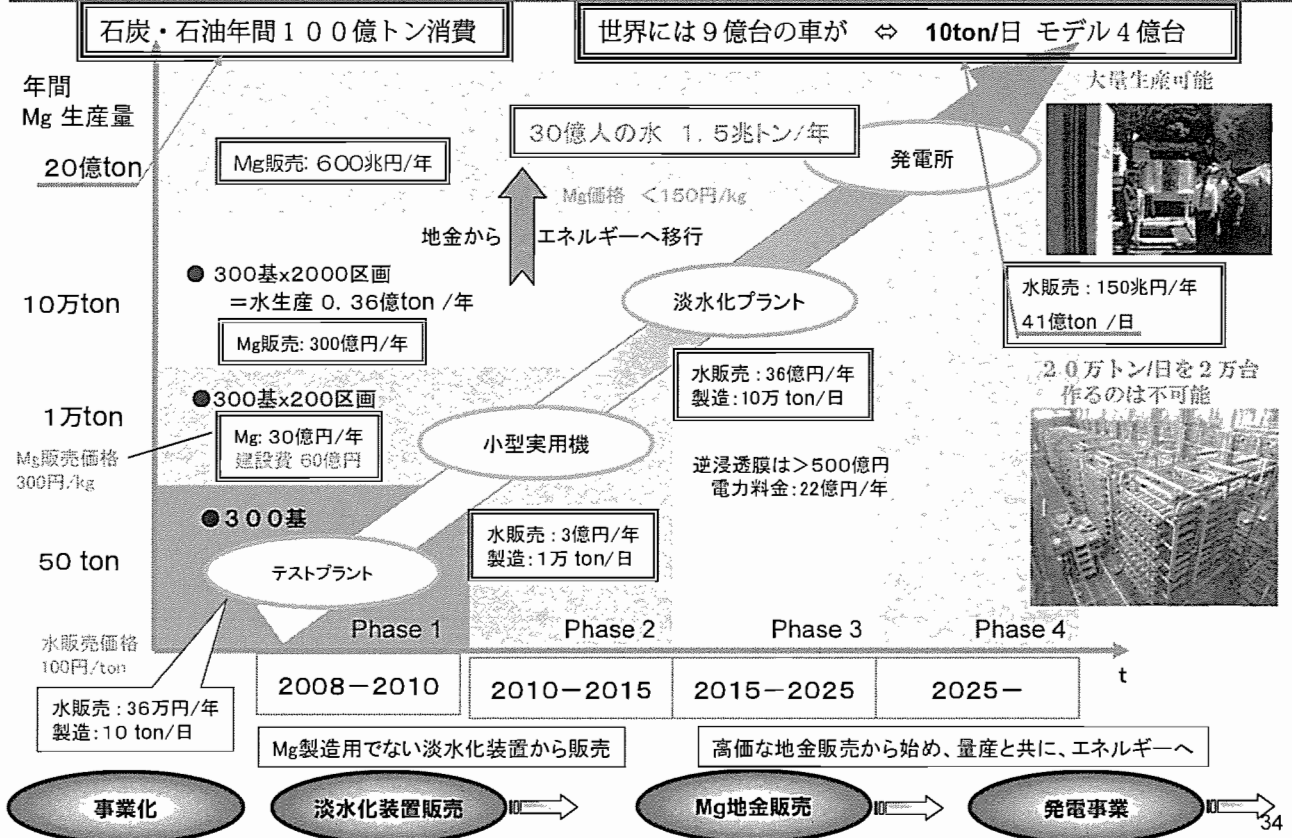 石炭・石油年間１００億トン消費
世界には９億台の車が ⇔ 10ton/日 モデル４億台
年間
Mg 生産量
大量生産可能
30億人の水 １．５兆トン/年
発電所
20億ton
Mg販売: 600兆円/年
Mg価格 ＜150円/kg
地金から
エネルギーへ移行
● 300基x2000区画
＝水生産 ０．３６億ton /年
10万ton
淡水化プラント
水販売：150兆円/年
41億ton /日
Mg販売: 300億円/年
水販売：36億円/年
製造：10万 ton/日
２０万トン/日を２万台
作るのは不可能
●300基x200区画
1万ton
Mg: 30億円/年
建設費 60億円
小型実用機
Mg販売価格
300円/kg
逆浸透膜は＞500億円
電力料金：22億円/年
●３００基
水販売：3億円/年
製造：1万 ton/日
50 ton
テストプラント
Phase 1
Phase 2
Phase 3
Phase 4
水販売価格
100円/ton
t
2008－2010
2010－2015
2015－2025
2025－
水販売：36万円/年
製造：10 ton/日
Mg製造用でない淡水化装置から販売
高価な地金販売から始め、量産と共に、エネルギーへ
事業化
淡水化装置販売
Mg地金販売
発電事業
34